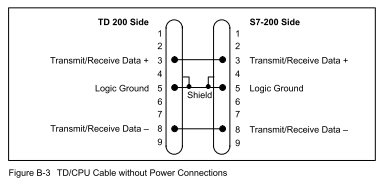 TD 200 Side S7-200 Side
1 1
2 2
Transmit/Receive Data + 3 3 Transmit/Receive Data +
4 4
Logic Ground 5 5 Logic Ground
Shield
6 6
7 7
Transmit/Receive Data – 8 8 Transmit/Receive Data –
9 9
Figure B-3 TD/CPU Cable without Power Connections